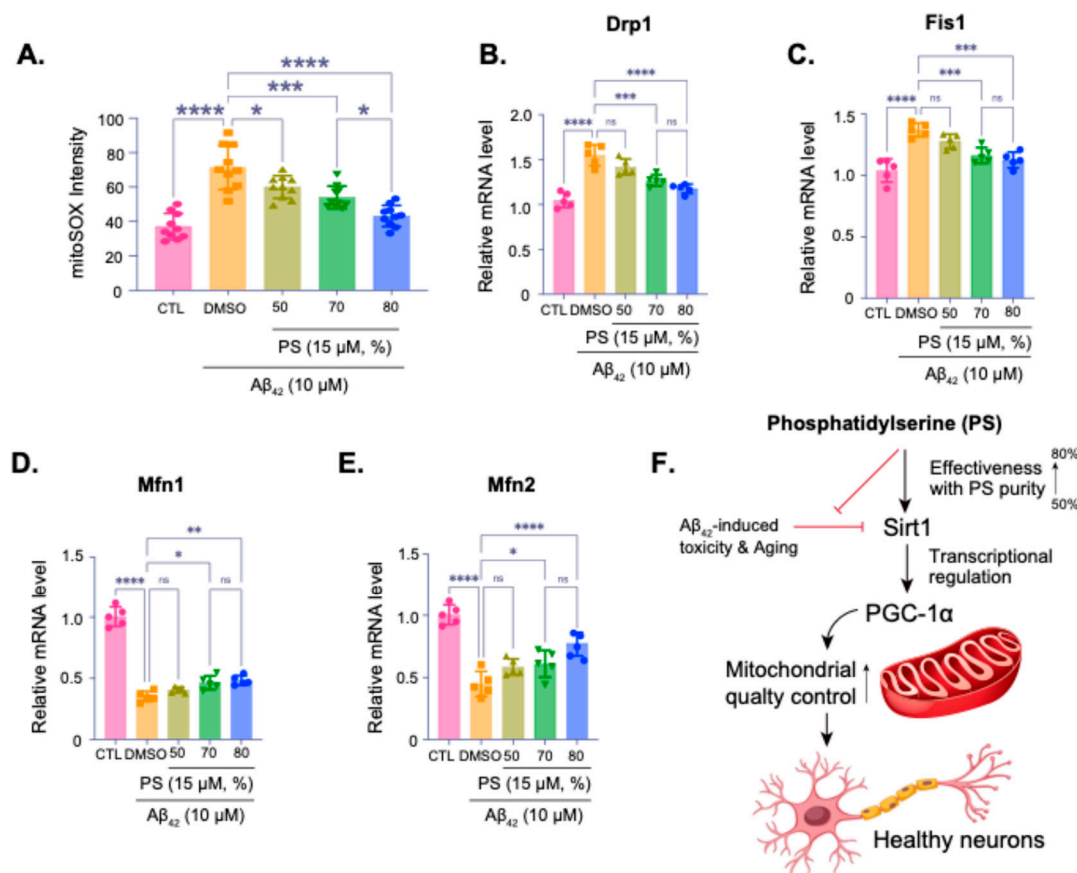 A.
****
***
**** * *
mitoSOX Intensity
100
80
60
40
20
0
CTL DMSO 50 70 80
PS (15 µM, %)
Aβ42 (10 µM)
B.
Drp1
****
***
**** ns ns
Relative mRNA level
2.0
1.5
1.0
0.5
0.0
CTL DMSO 50 70 80
PS (15 µM, %)
Aβ42 (10 µM)
C.
Fis1
***
***
**** ns ns
Relative mRNA level
1.5
1.0
0.5
0
CTL DMSO 50 70 80
PS (15 µM, %)
Aβ42 (10 µM)
D.
Mfn1
**
*
**** ns ns
Relative mRNA level
1.5
1.0
0.5
0
CTL DMSO 50 70 80
PS (15 µM, %)
Aβ42 (10 µM)
E.
Mfn2
****
*
**** ns ns
Relative mRNA level
1.5
1.0
0.5
0
CTL DMSO 50 70 80
PS (15 µM, %)
Aβ42 (10 µM)
F.
Phosphatidylserine (PS)
Effectiveness
with PS purity
80%
50%
Aβ42-induced
toxicity & Aging
Sirt1
Transcriptional
regulation
PGC-1α
Mitochondrial
qualty control
Healthy neurons